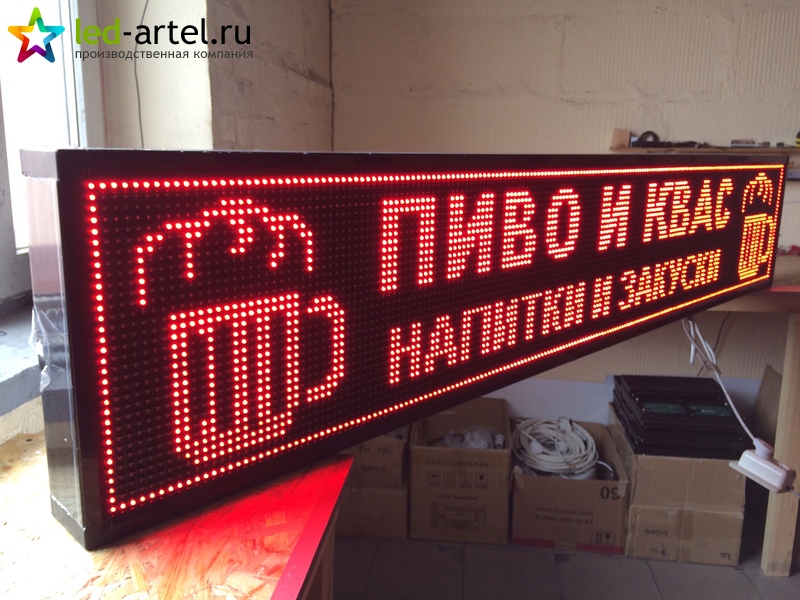 led-artel.ru
производственная компания
ПИВО И КВАС
НАПИТКИ И ЗАКУСКИ